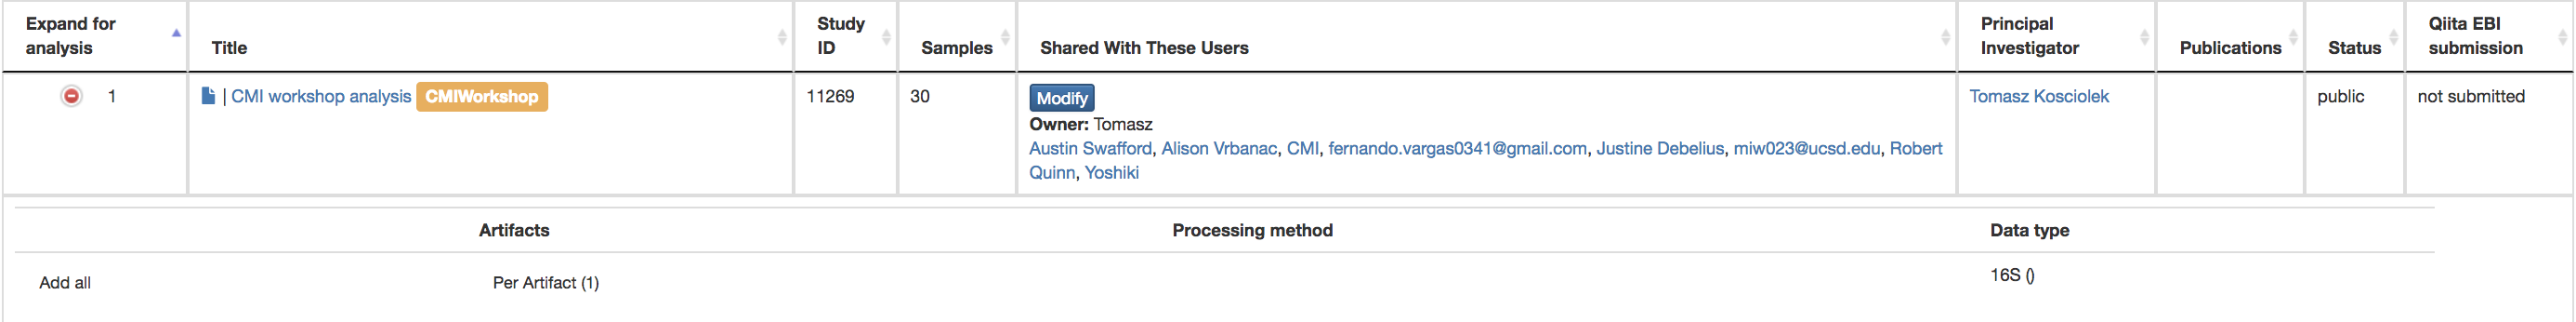 Expand for analysis Title Study ID Samples Shared With These Users Principal Investigator Publications Status Qiita EBI submission
1 | CMI workshop analysis CMIWorkshop 11269 30 Modify Tomasz Kosciolek public not submitted
Owner: Tomasz
Austin Swafford, Alison Vrbanac, CMI, fernando.vargas0341@gmail.com, Justine Debelius, miw023@ucsd.edu, Robert
Quinn, Yoshiki
Artifacts Processing method Data type
Add all Per Artifact (1) 16S ()